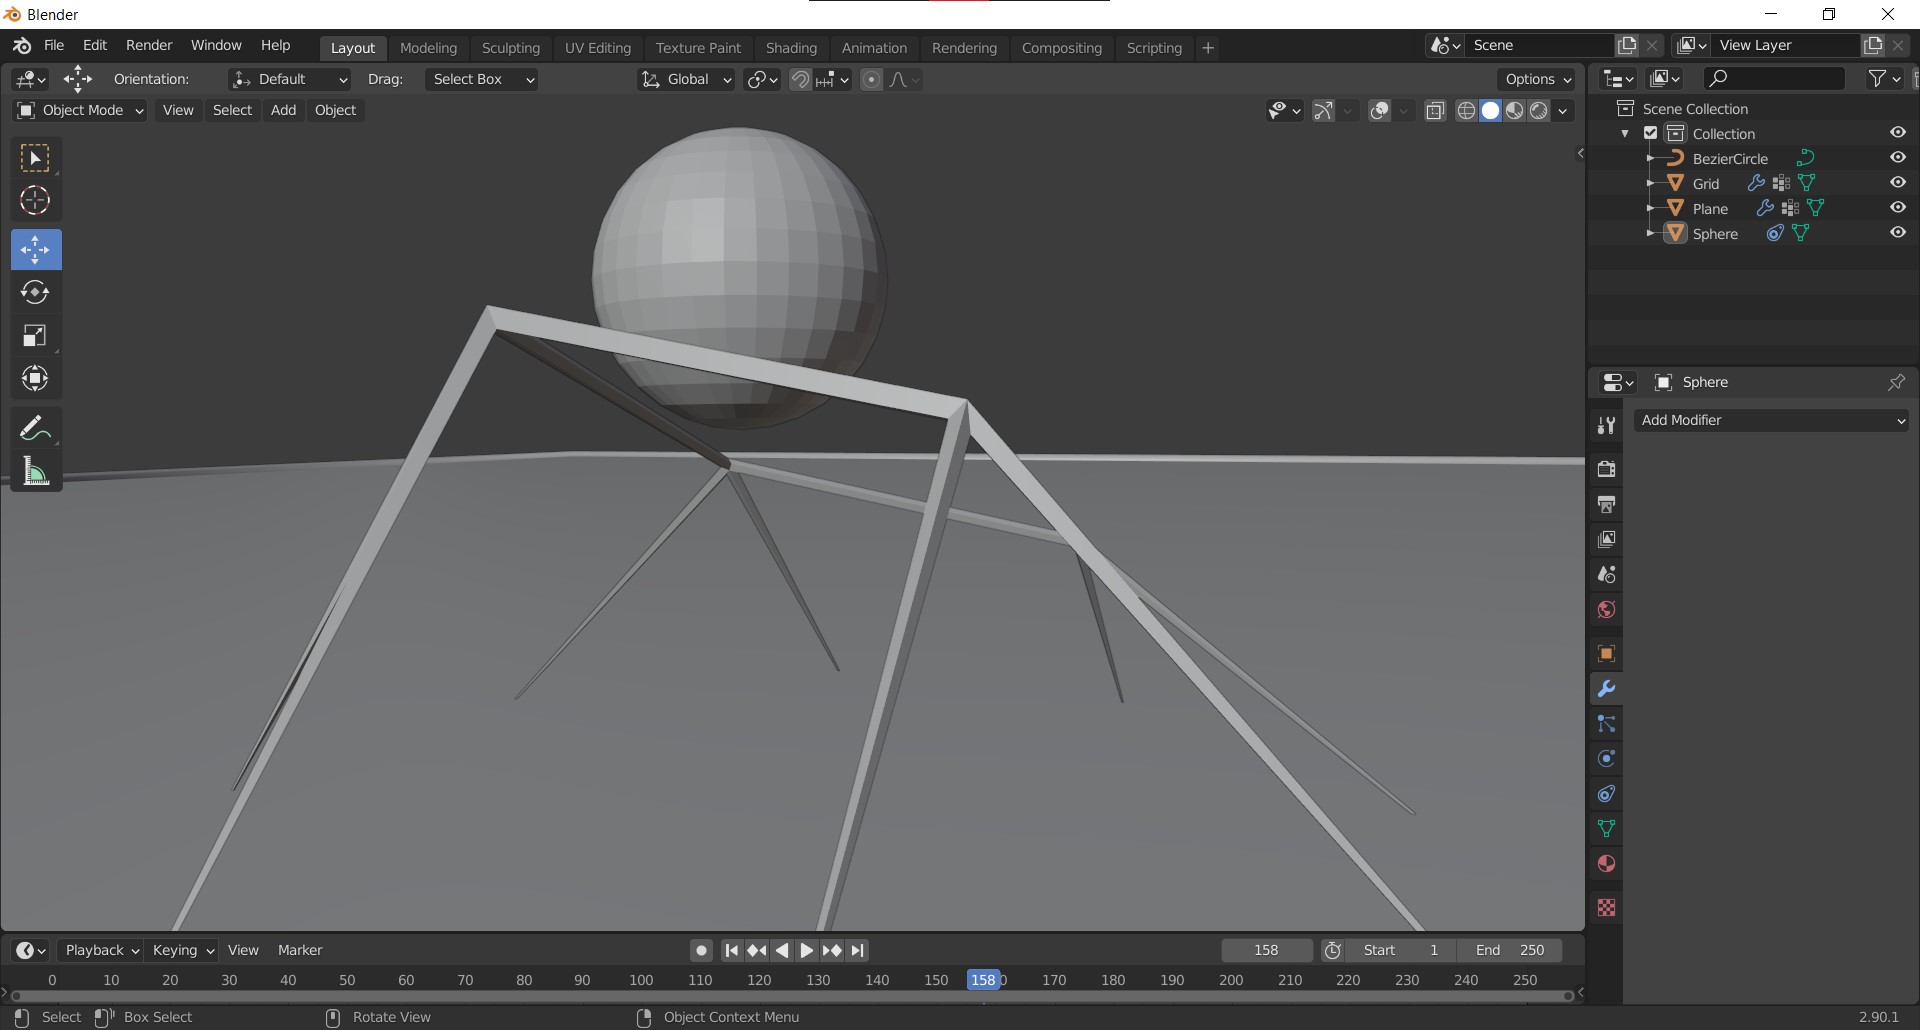 Blender
File Edit Render Window Help Layout Modeling Sculpting UV Editing Texture Paint Shading Animation Rendering Compositing Scripting + Scene View Layer
Orientation: Default Drag: Select Box Global Options
Object Mode View Select Add Object
Scene Collection
Collection
BezierCircle
Grid
Plane
Sphere
Sphere
Add Modifier
Playback Keying View Marker 158 Start 1 End 250
0 10 20 30 40 50 60 70 80 90 100 110 120 130 140 150 158 0 170 180 190 200 210 220 230 240 250
Select Box Select Rotate View Object Context Menu 2.90.1